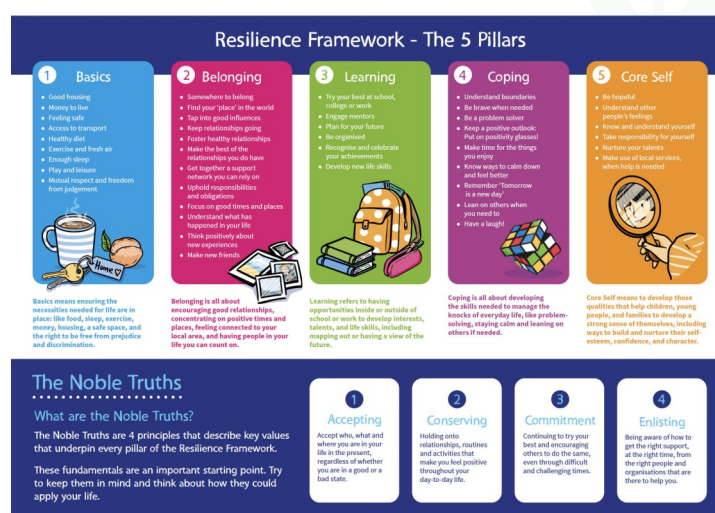 Resilience Framework - The 5 Pillars
1 Basics
• Good housing
• Money to live
• Feeling safe
• Access to transport
• Healthy diet
• Exercise and fresh air
• Enough sleep
• Play and leisure
• Mutual respect and freedom
from judgement
Home
Basics means ensuring the
necessities needed for life are in
place: like food, sleep, exercise,
money, housing, a safe space, and
the right to be free from prejudice
and discrimination.
2 Belonging
• Somewhere to belong
• Find your 'place' in the world
• Tap into good influences
• Keep relationships going
• Foster healthy relationships
• Make the best of the
relationships you do have
• Get together a support
network you can rely on
• Uphold responsibilities
and obligations
• Focus on good times and places
• Understand what has
happened in your life
• Think positively about
new experiences
• Make new friends
Belonging is all about
encouraging good relationships,
concentrating on positive times and
places, feeling connected to your
local area, and having people in your
life you can count on.
3 Learning
• Try your best at school,
college or work
• Engage mentors
• Plan for your future
• Be organised
• Recognise and celebrate
your achievements
• Develop new life skills
Learning refers to having
opportunities inside or outside of
school or work to develop interests,
talents, and life skills, including
mapping out or having a view of the
future.
4 Coping
• Understand boundaries
• Be brave when needed
• Be a problem solver
• Keep a positive outlook:
Put on positivity glasses!
• Make time for the things
you enjoy
• Know ways to calm down
and feel better
• Remember 'Tomorrow
is a new day'
• Lean on others when
you need to
• Have a laugh!
Coping is all about developing
the skills needed to manage the
knocks of everyday life, like problem-
solving, staying calm and leaning on
others if needed.
5 Core Self
• Be hopeful
• Understand other
people's feelings
• Know and understand yourself
• Take responsibility for yourself
• Nurture your talents
• Make use of local services,
when help is needed
Core Self means to develop those
qualities that help children, young
people, and families to develop a
strong sense of themselves, including
ways to build and nurture their self-
esteem, confidence, and character.
The Noble Truths
What are the Noble Truths?
The Noble Truths are 4 principles that describe key values
that underpin every pillar of the Resilience Framework.
These fundamentals are an important starting point. Try
to keep them in mind and think about how they could
apply your life.
1
Accepting
Accept who, what and
where you are in your
life in the present,
regardless of whether
you are in a good or a
bad state.
2
Conserving
Holding onto
relationships, routines
and activities that
make you feel positive
throughout your
day-to-day life.
3
Commitment
Continuing to try your
best and encouraging
others to do the same,
even through difficult
and challenging times.
4
Enlisting
Being aware of how to
get the right support,
at the right time, from
the right people and
organisations that are
there to help you.